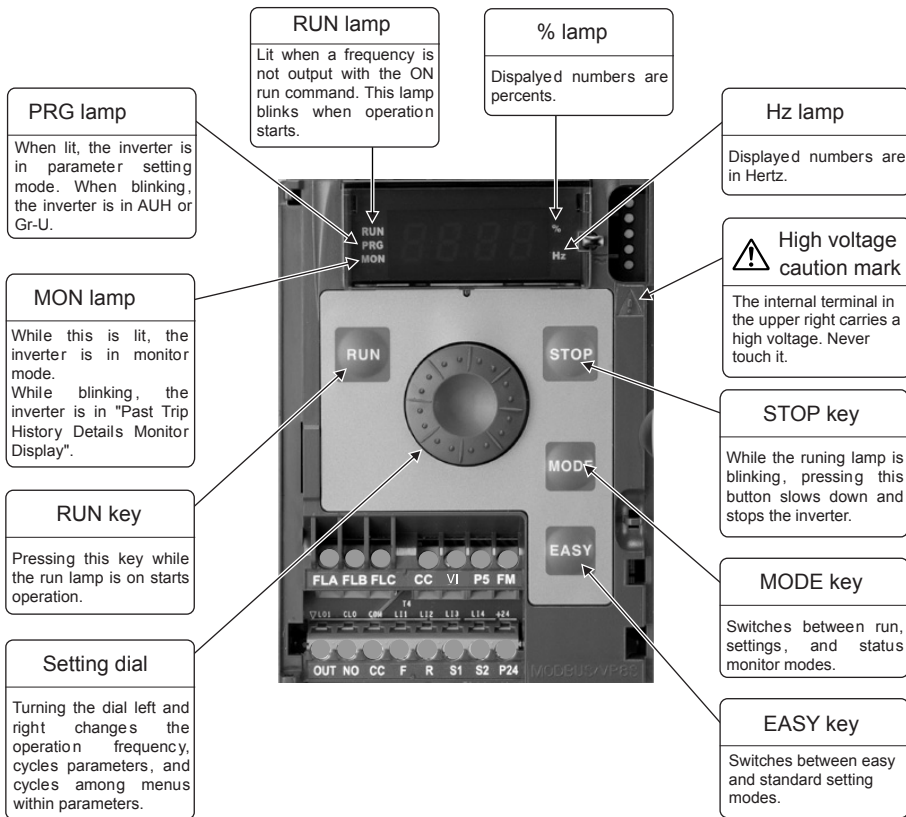 RUN lamp
Lit when a frequency is
not output with the ON
run command. This lamp
blinks when operation
starts.
% lamp
Dispalyed numbers are
percents.
PRG lamp
When lit, the inverter is
in parameter setting
mode. When blinking,
the inverter is in AUH or
Gr-U.
Hz lamp
Displayed numbers are
in Hertz.
MON lamp
While this is lit, the
inverter is in monitor
mode.
While blinking, the
inverter is in "Past Trip
History Details Monitor
Display".
High voltage
caution mark
The internal terminal in
the upper right carries a
high voltage. Never
touch it.
RUN key
Pressing this key while
the run lamp is on starts
operation.
STOP key
While the runing lamp is
blinking, pressing this
button slows down and
stops the inverter.
Setting dial
Turning the dial left and
right changes the
operation frequency,
cycles parameters, and
cycles among menus
within parameters.
MODE key
Switches between run,
settings, and status
monitor modes.
EASY key
Switches between easy
and standard setting
modes.
RUN
PRG
MON
%
Hz
RUN
STOP
MODE
EASY
FLA FLB FLC CC VI P5 FM
T4
LO1 CLO COM LI1 LI2 LI3 LI4 +24
OUT NO CC F R S1 S2 P24